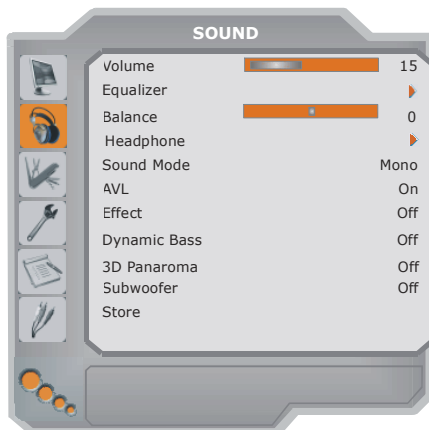 SOUND
Volume 15
Equalizer
Balance 0
Headphone
Sound Mode Mono
AVL On
Effect Off
Dynamic Bass Off
3D Panaroma Off
Subwoofer Off
Store